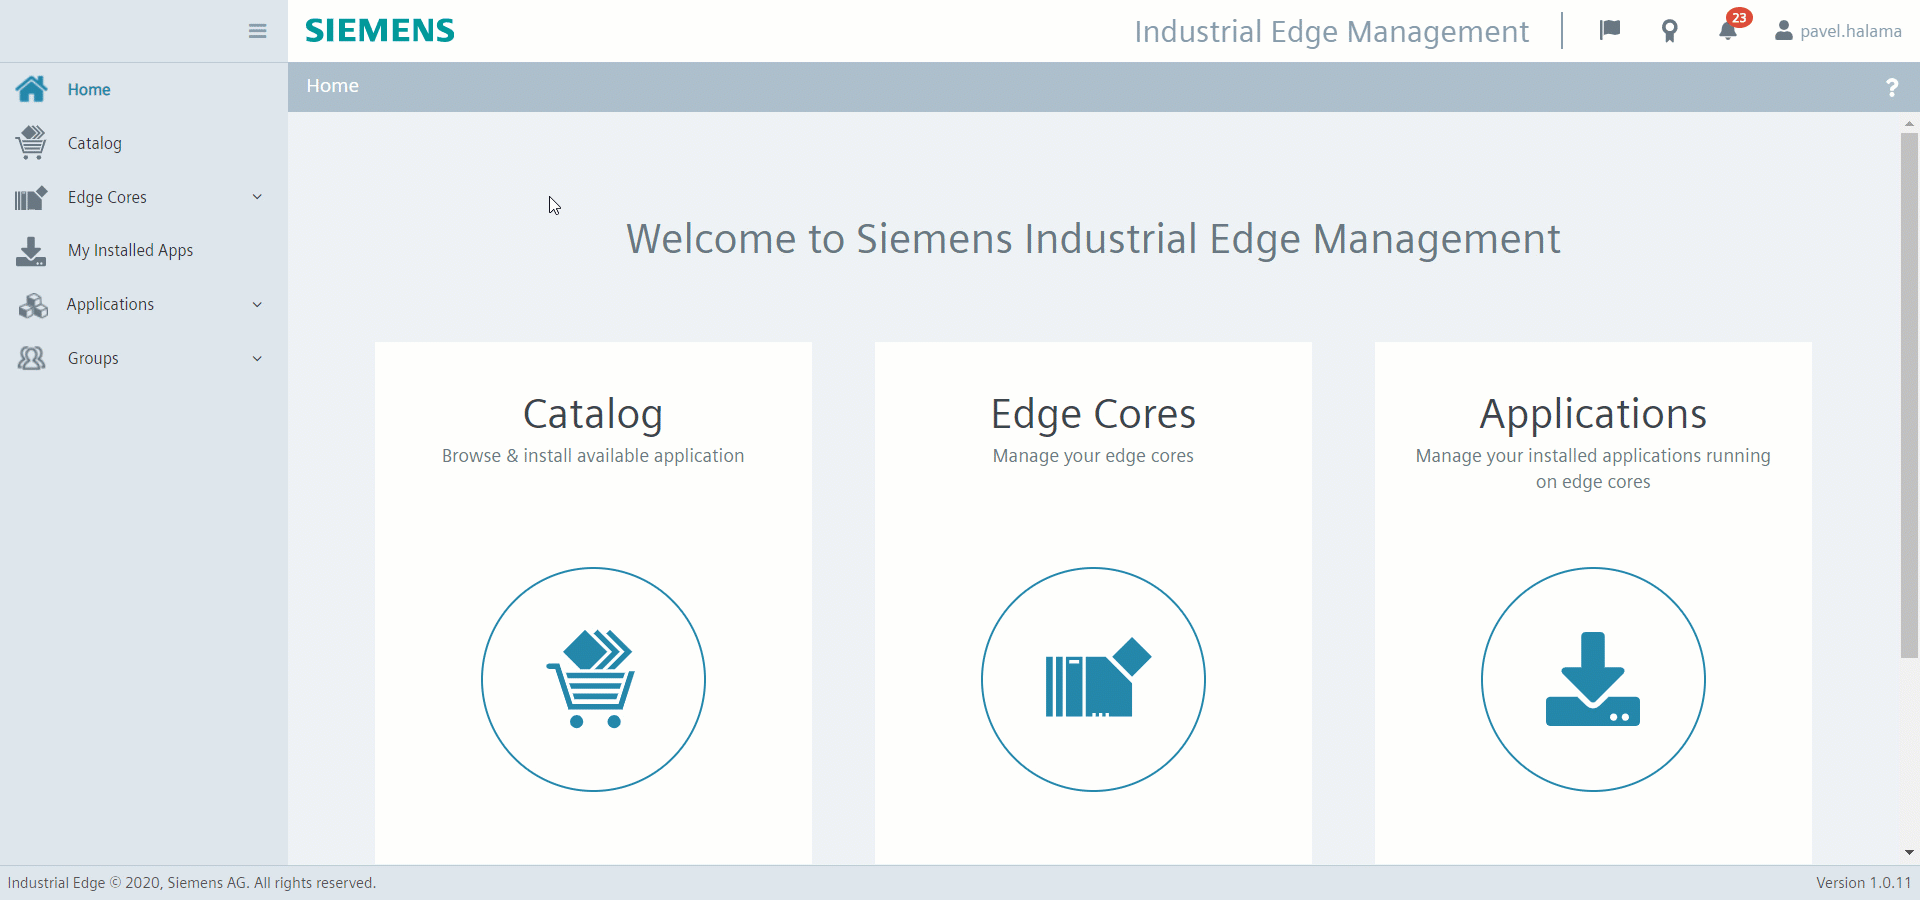 SIEMENS
Industrial Edge Management
23
pavel.halama
Home
?
Home
Catalog
Edge Cores
My Installed Apps
Applications
Groups
Welcome to Siemens Industrial Edge Management
Catalog
Browse & install available application
Edge Cores
Manage your edge cores
Applications
Manage your installed applications running
on edge cores
Industrial Edge © 2020, Siemens AG. All rights reserved.
Version 1.0.11